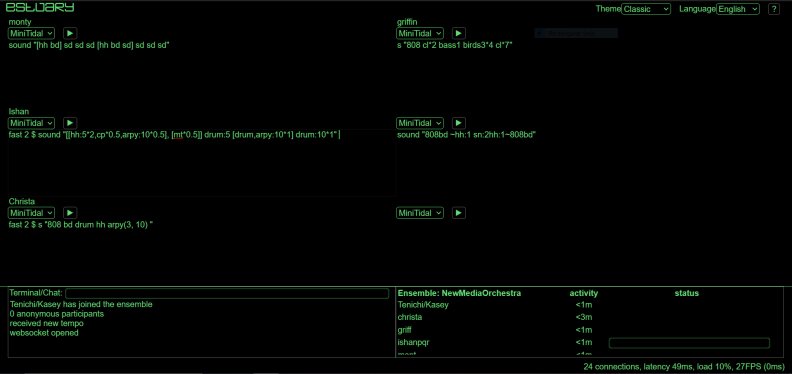 ESTUARY
Theme Classic Language English ?
monty
MiniTidal
sound "[hh bd] sd sd sd [hh bd sd] sd sd sd"
griffin
MiniTidal
s "808 cl*2 bass1 birds3*4 cl*7"
Ishan
MiniTidal
fast 2 $ sound "[[hh:5*2,cp*0.5,arpy:10*0.5], [mt*0.5]] drum:5 [drum,arpy:10*1] drum:10*1"
MiniTidal
sound "808bd ~hh:1 sn:2hh:1~808bd"
Christa
MiniTidal
fast 2 $ s "808 bd drum hh arpy(3, 10) "
MiniTidal
Terminal/Chat:
Tenichi/Kasey has joined the ensemble
0 anonymous participants
received new tempo
websocket opened
Ensemble: NewMediaOrchestra activity status
Tenichi/Kasey <1m
christa <3m
griff <1m
ishanpqr <1m
mont <1m
24 connections, latency 49ms, load 10%, 27FPS (0ms)